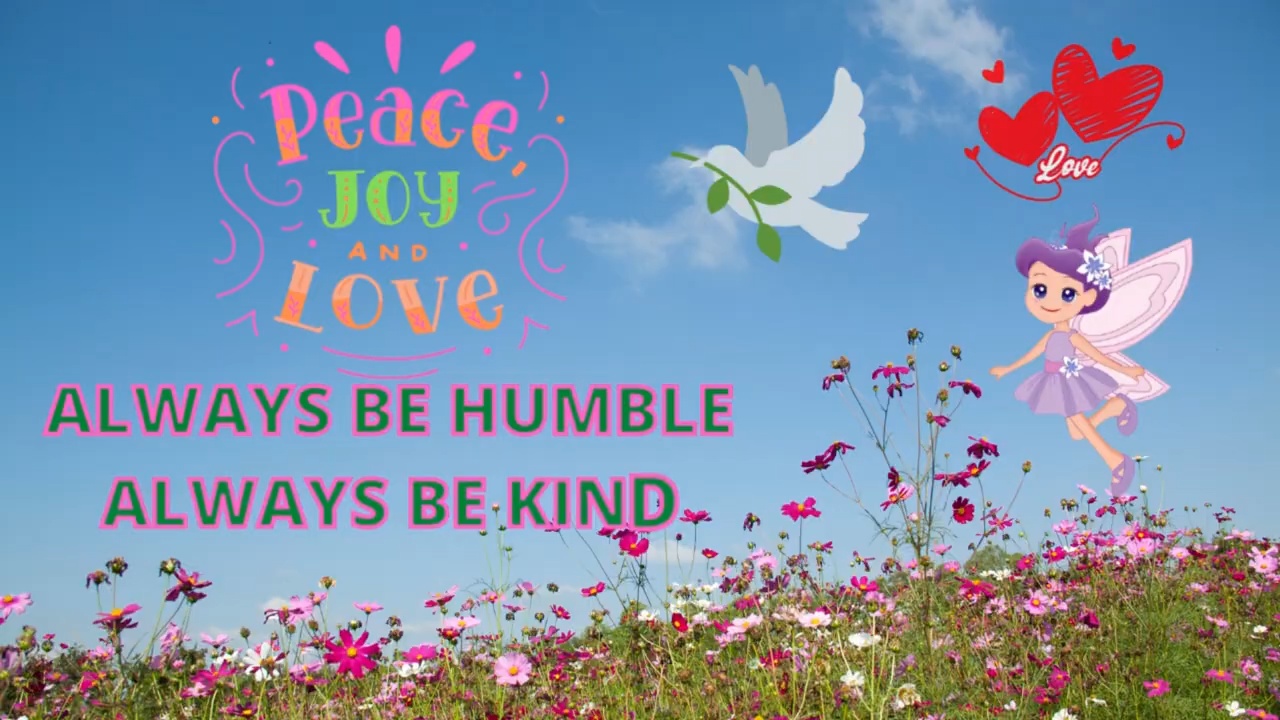 Peace,
JOY
AND
LOVE
Love
ALWAYS BE HUMBLE
ALWAYS BE KIND